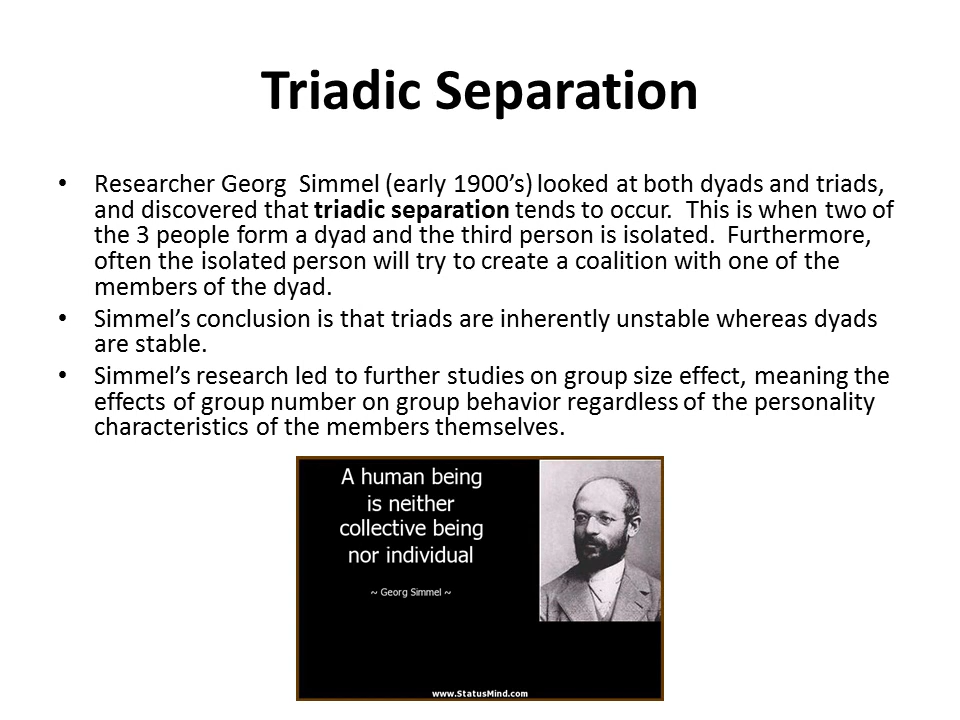 Triadic Separation
• Researcher Georg  Simmel (early 1900’s) looked at both dyads and triads,
and discovered that triadic separation tends to occur.  This is when two of
the 3 people form a dyad and the third person is isolated.  Furthermore,
often the isolated person will try to create a coalition with one of the
members of the dyad.
• Simmel’s conclusion is that triads are inherently unstable whereas dyads
are stable.
• Simmel’s research led to further studies on group size effect, meaning the
effects of group number on group behavior regardless of the personality
characteristics of the members themselves.
A human being
is neither
collective being
nor individual
~ Georg Simmel ~
www.StatusMind.com